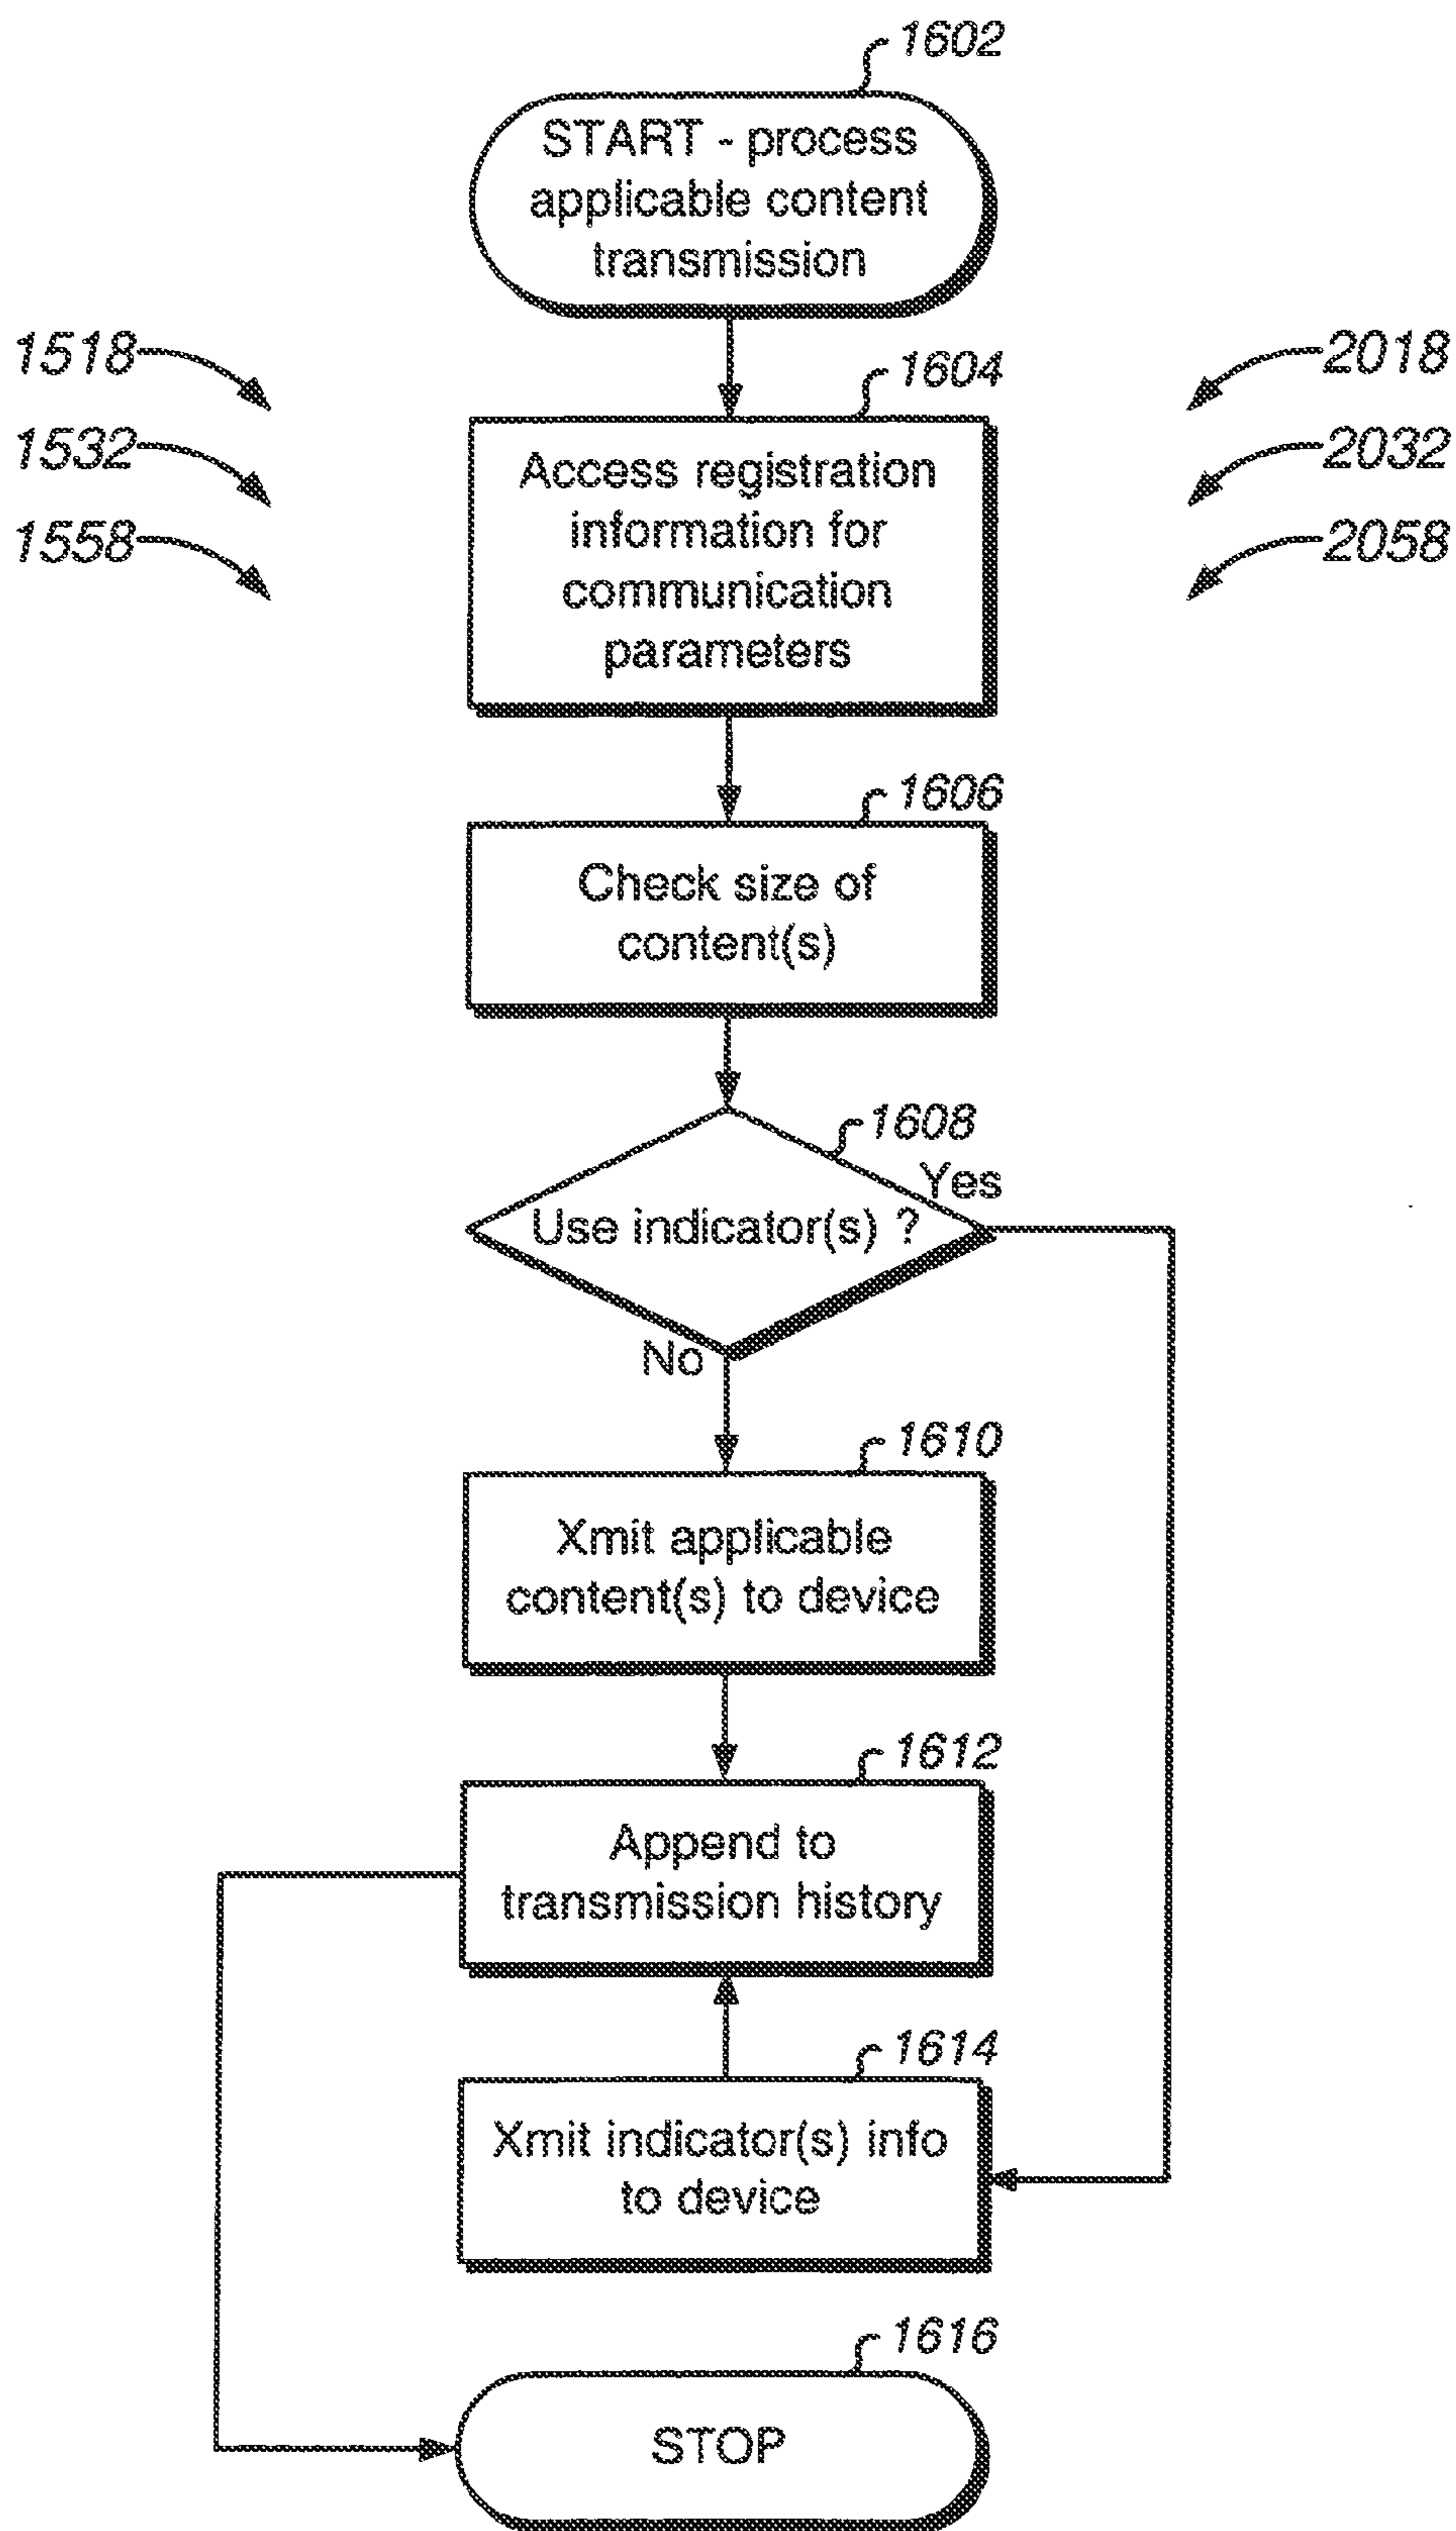 1602
START - process
applicable content
transmission
1518
1532
1558
2018
2032
2058
1604
Access registration
information for
communication
parameters
1606
Check size of
content(s)
1608
Yes
Use indicator(s) ?
No
1610
Xmit applicable
content(s) to device
1612
Append to
transmission history
1614
Xmit indicator(s) info
to device
1616
STOP